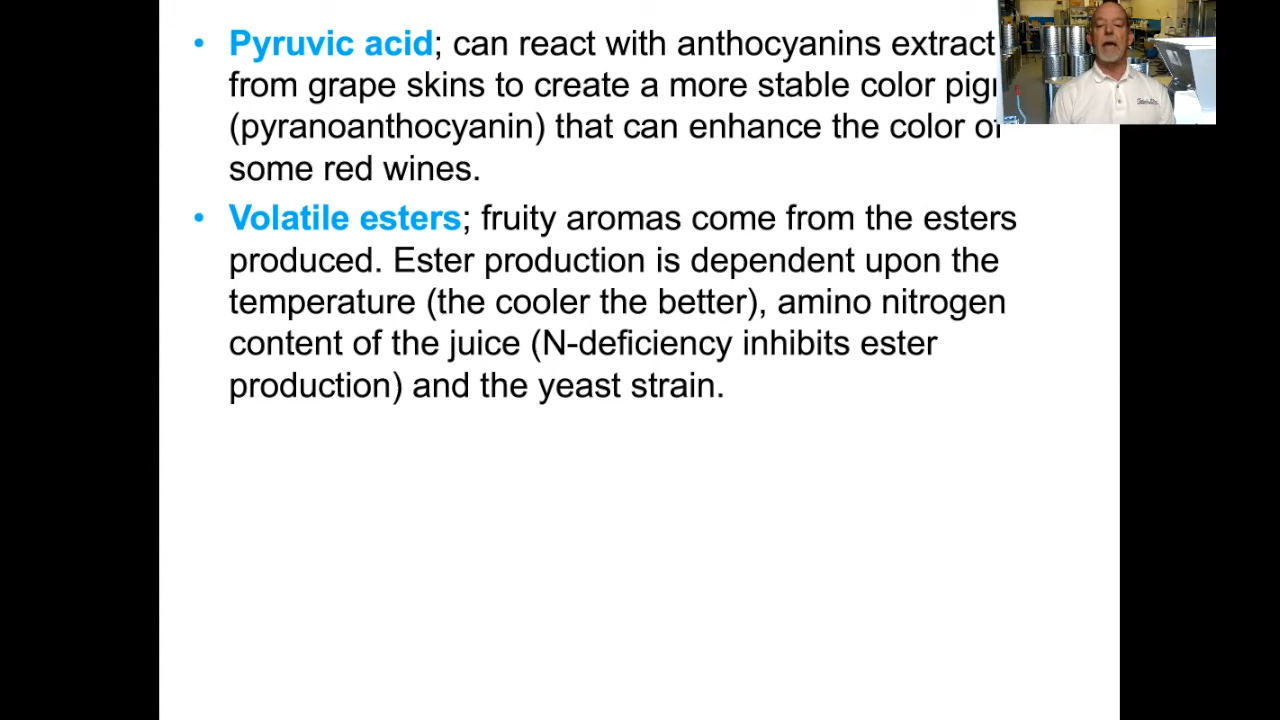 • Pyruvic acid; can react with anthocyanins extract
from grape skins to create a more stable color
(pyranoanthocyanin) that can enhance the color of
some red wines.
• Volatile esters; fruity aromas come from the esters
produced. Ester production is dependent upon the
temperature (the cooler the better), amino nitrogen
content of the juice (N-deficiency inhibits ester
production) and the yeast strain.